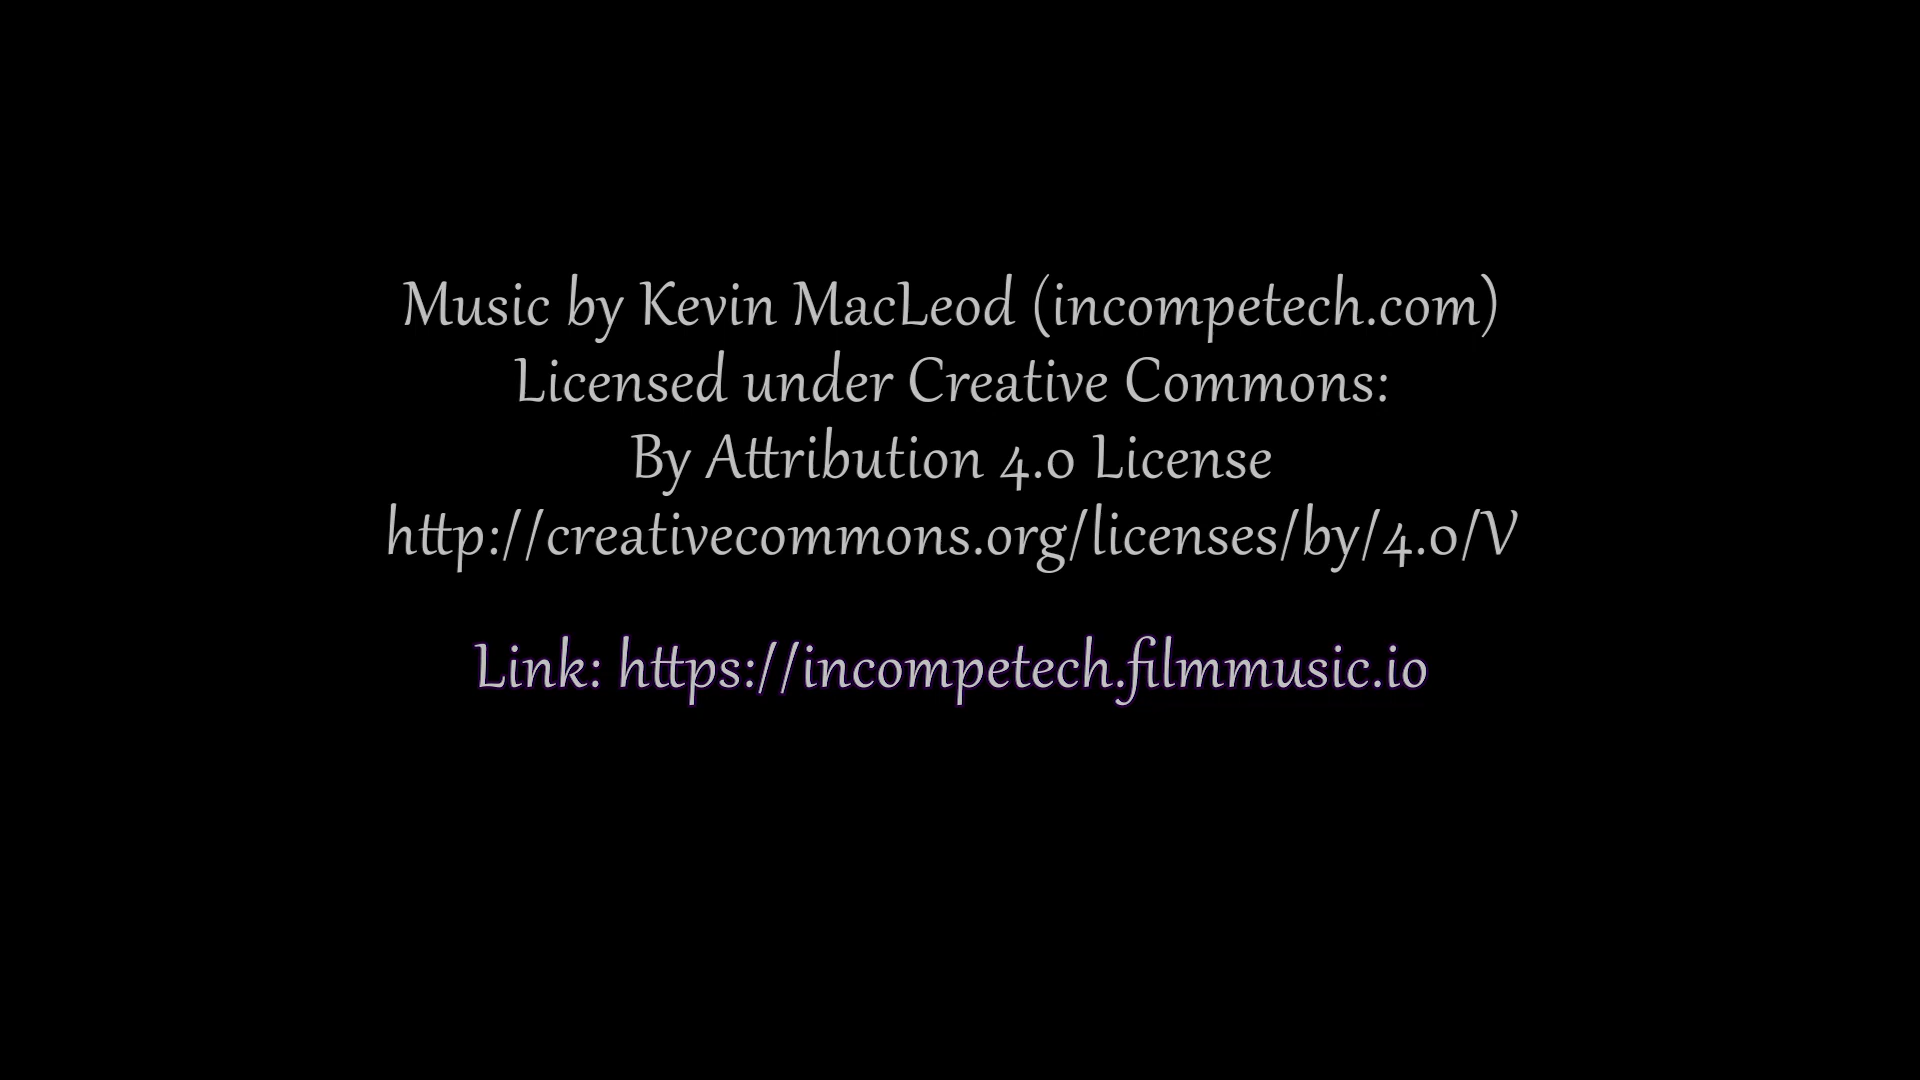 Music by Kevin MacLeod (incompetech.com)
Licensed under Creative Commons:
By Attribution 4.0 License
http://creativecommons.org/licenses/by/4.0/V
Link: https://incompetech.filmmusic.io